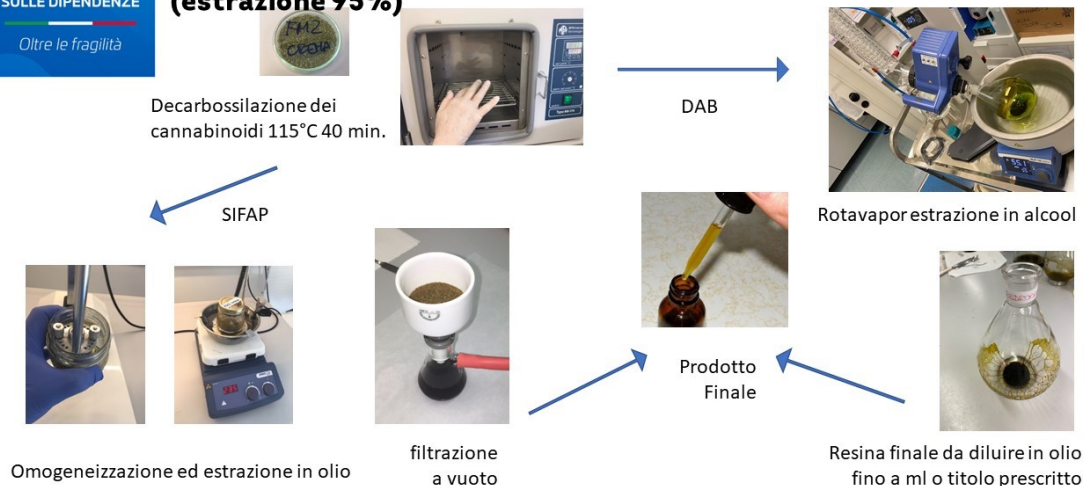 SULLE DIPENDENZE
Oltre le fragilità
(estrazione 95%)
FM2
CREMA
Decarbossilazione dei
cannabinoidi 115°C 40 min.
DAB
SIFAP
Rotavapor estrazione in alcool
Omogeneizzazione ed estrazione in olio
filtrazione
a vuoto
Prodotto
Finale
Resina finale da diluire in olio
fino a ml o titolo prescritto